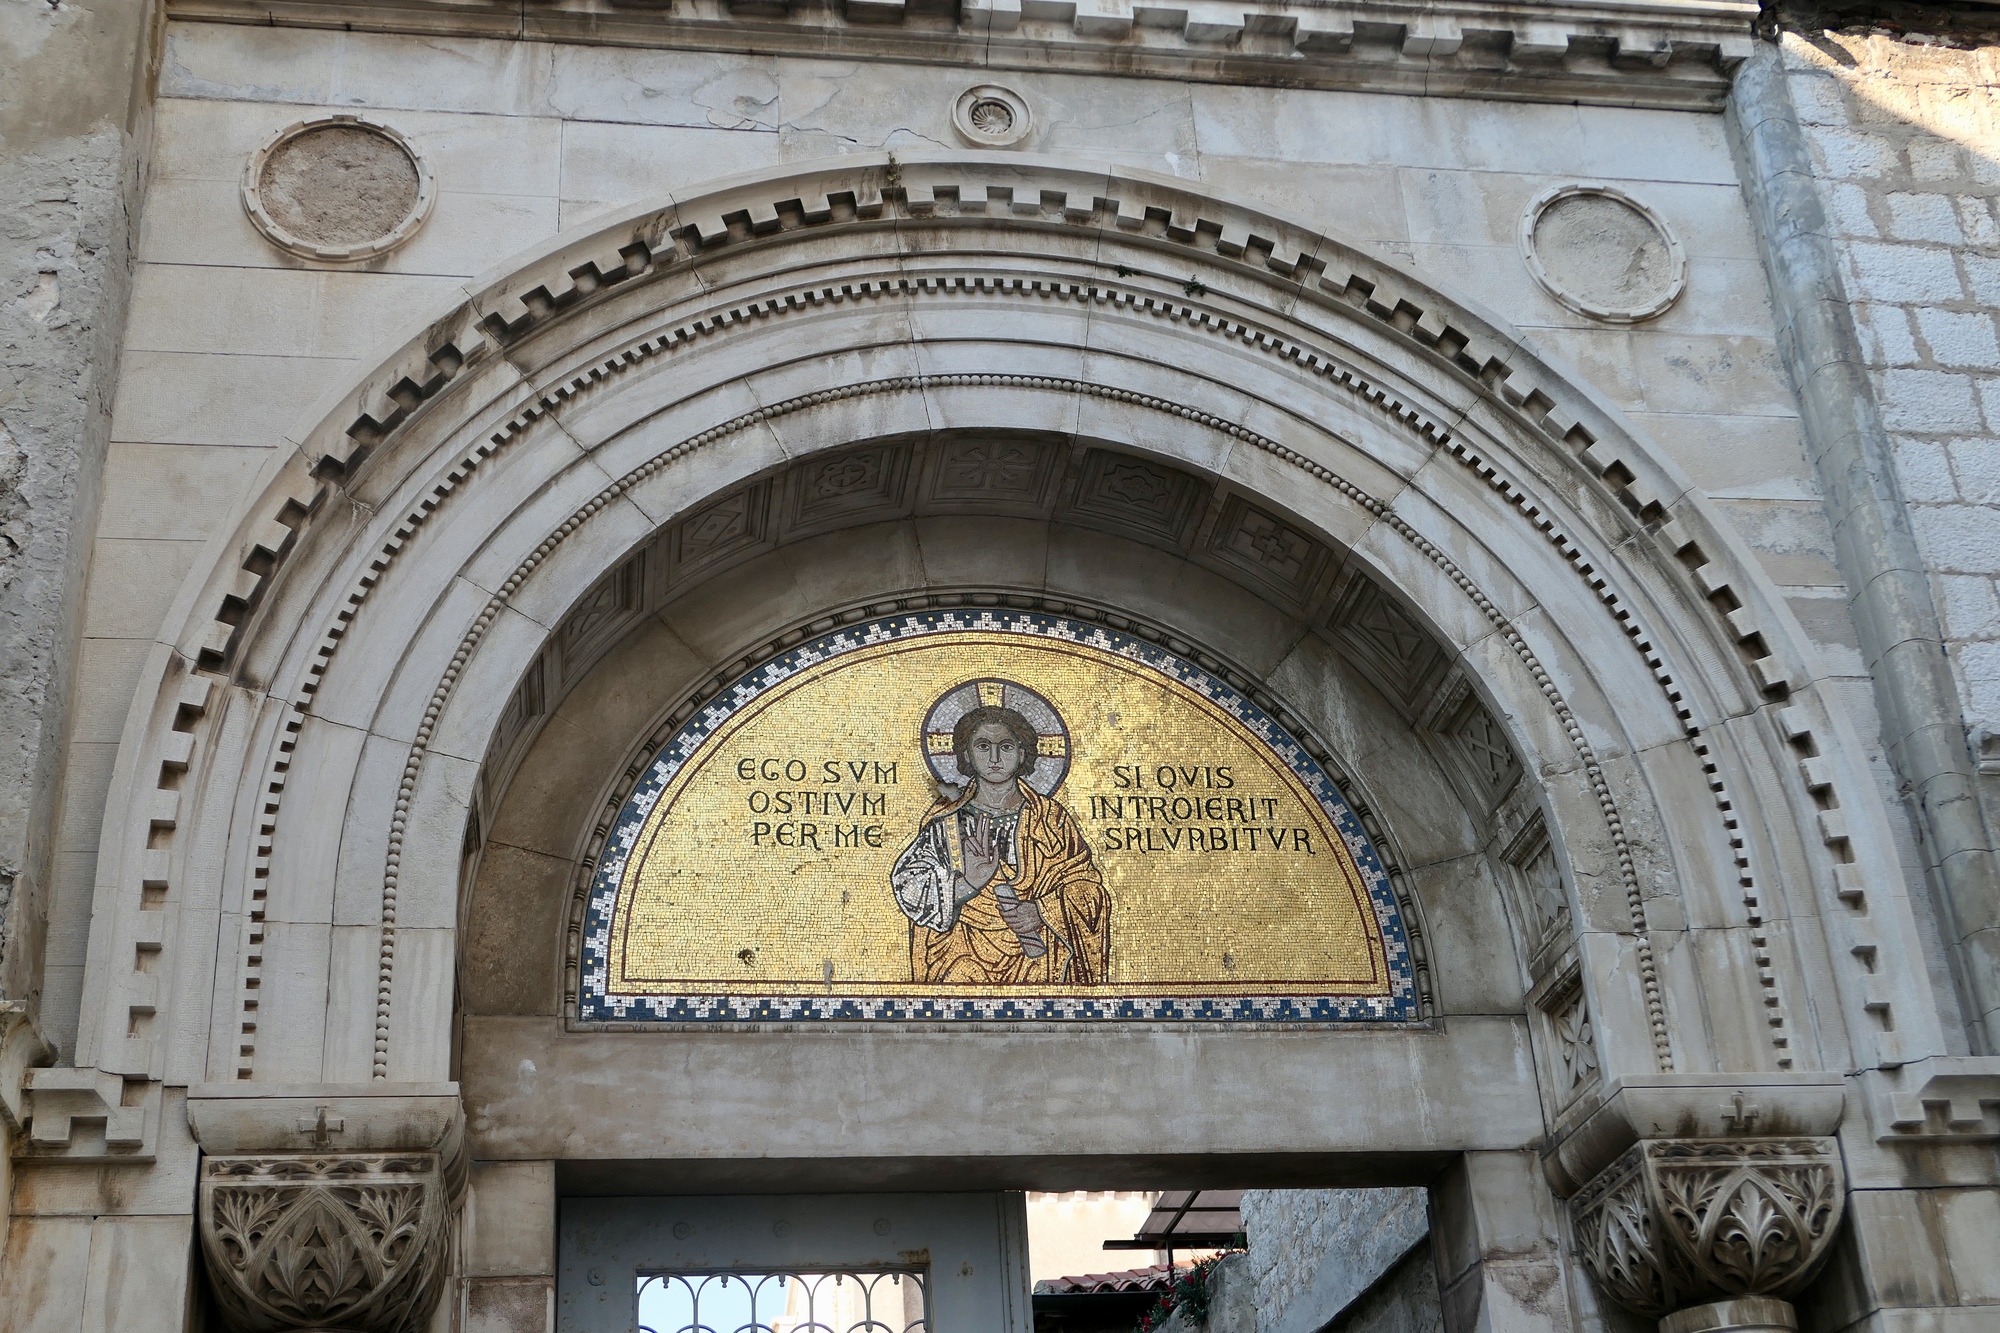 EGO SVM
OSTIVM
PER ME
SI QVIS
INTROIERIT
SALVABITVR